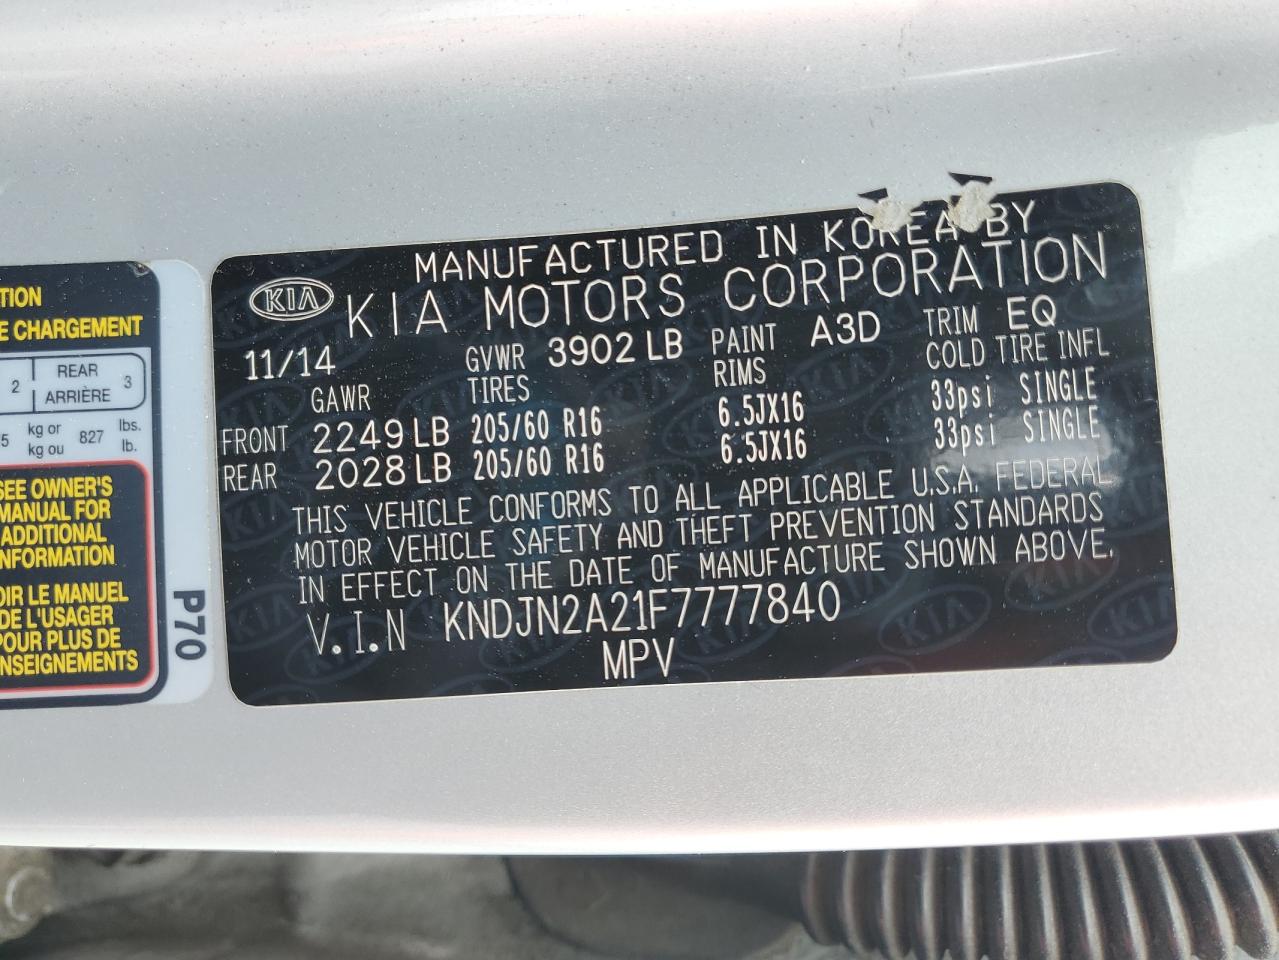 TION
E CHARGEMENT
2 REAR ARRIÈRE 3
5 kg or kg ou 827 lbs. lb.
SEE OWNER'S
MANUAL FOR
ADDITIONAL
INFORMATION
OIR LE MANUEL
DE L'USAGER
POUR PLUS DE
NSEIGNEMENTS
P70
MANUFACTURED IN KOREA BY
KIA KIA MOTORS CORPORATION
11/14 GVWR 3902 LB PAINT A3D TRIM EQ
GAWR TIRES RIMS COLD TIRE INFL
FRONT 2249 LB 205/60 R16 6.5JX16 33psi SINGLE
REAR 2028 LB 205/60 R16 6.5JX16 33psi SINGLE
THIS VEHICLE CONFORMS TO ALL APPLICABLE U.S.A. FEDERAL
MOTOR VEHICLE SAFETY AND THEFT PREVENTION STANDARDS
IN EFFECT ON THE DATE OF MANUFACTURE SHOWN ABOVE.
V.I.N KNDJN2A21F7777840
MPV